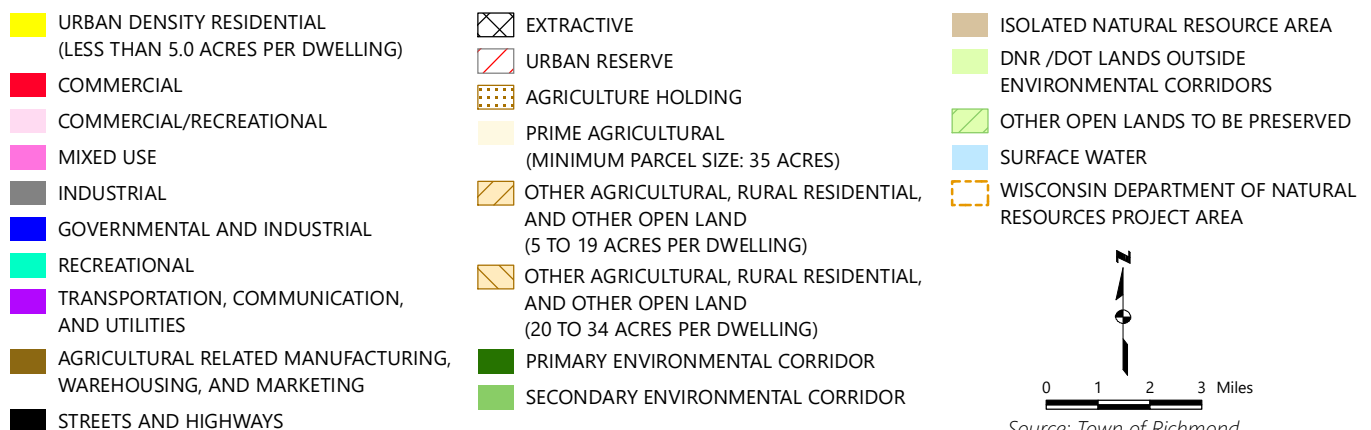 URBAN DENSITY RESIDENTIAL
(LESS THAN 5.0 ACRES PER DWELLING)
COMMERCIAL
COMMERCIAL/RECREATIONAL
MIXED USE
INDUSTRIAL
GOVERNMENTAL AND INDUSTRIAL
RECREATIONAL
TRANSPORTATION, COMMUNICATION,
AND UTILITIES
AGRICULTURAL RELATED MANUFACTURING,
WAREHOUSING, AND MARKETING
STREETS AND HIGHWAYS
EXTRACTIVE
URBAN RESERVE
AGRICULTURE HOLDING
PRIME AGRICULTURAL
(MINIMUM PARCEL SIZE: 35 ACRES)
OTHER AGRICULTURAL, RURAL RESIDENTIAL,
AND OTHER OPEN LAND
(5 TO 19 ACRES PER DWELLING)
OTHER AGRICULTURAL, RURAL RESIDENTIAL,
AND OTHER OPEN LAND
(20 TO 34 ACRES PER DWELLING)
PRIMARY ENVIRONMENTAL CORRIDOR
SECONDARY ENVIRONMENTAL CORRIDOR
ISOLATED NATURAL RESOURCE AREA
DNR /DOT LANDS OUTSIDE
ENVIRONMENTAL CORRIDORS
OTHER OPEN LANDS TO BE PRESERVED
SURFACE WATER
WISCONSIN DEPARTMENT OF NATURAL
RESOURCES PROJECT AREA
N
0 1 2 3 Miles
Source: Town of Richmond